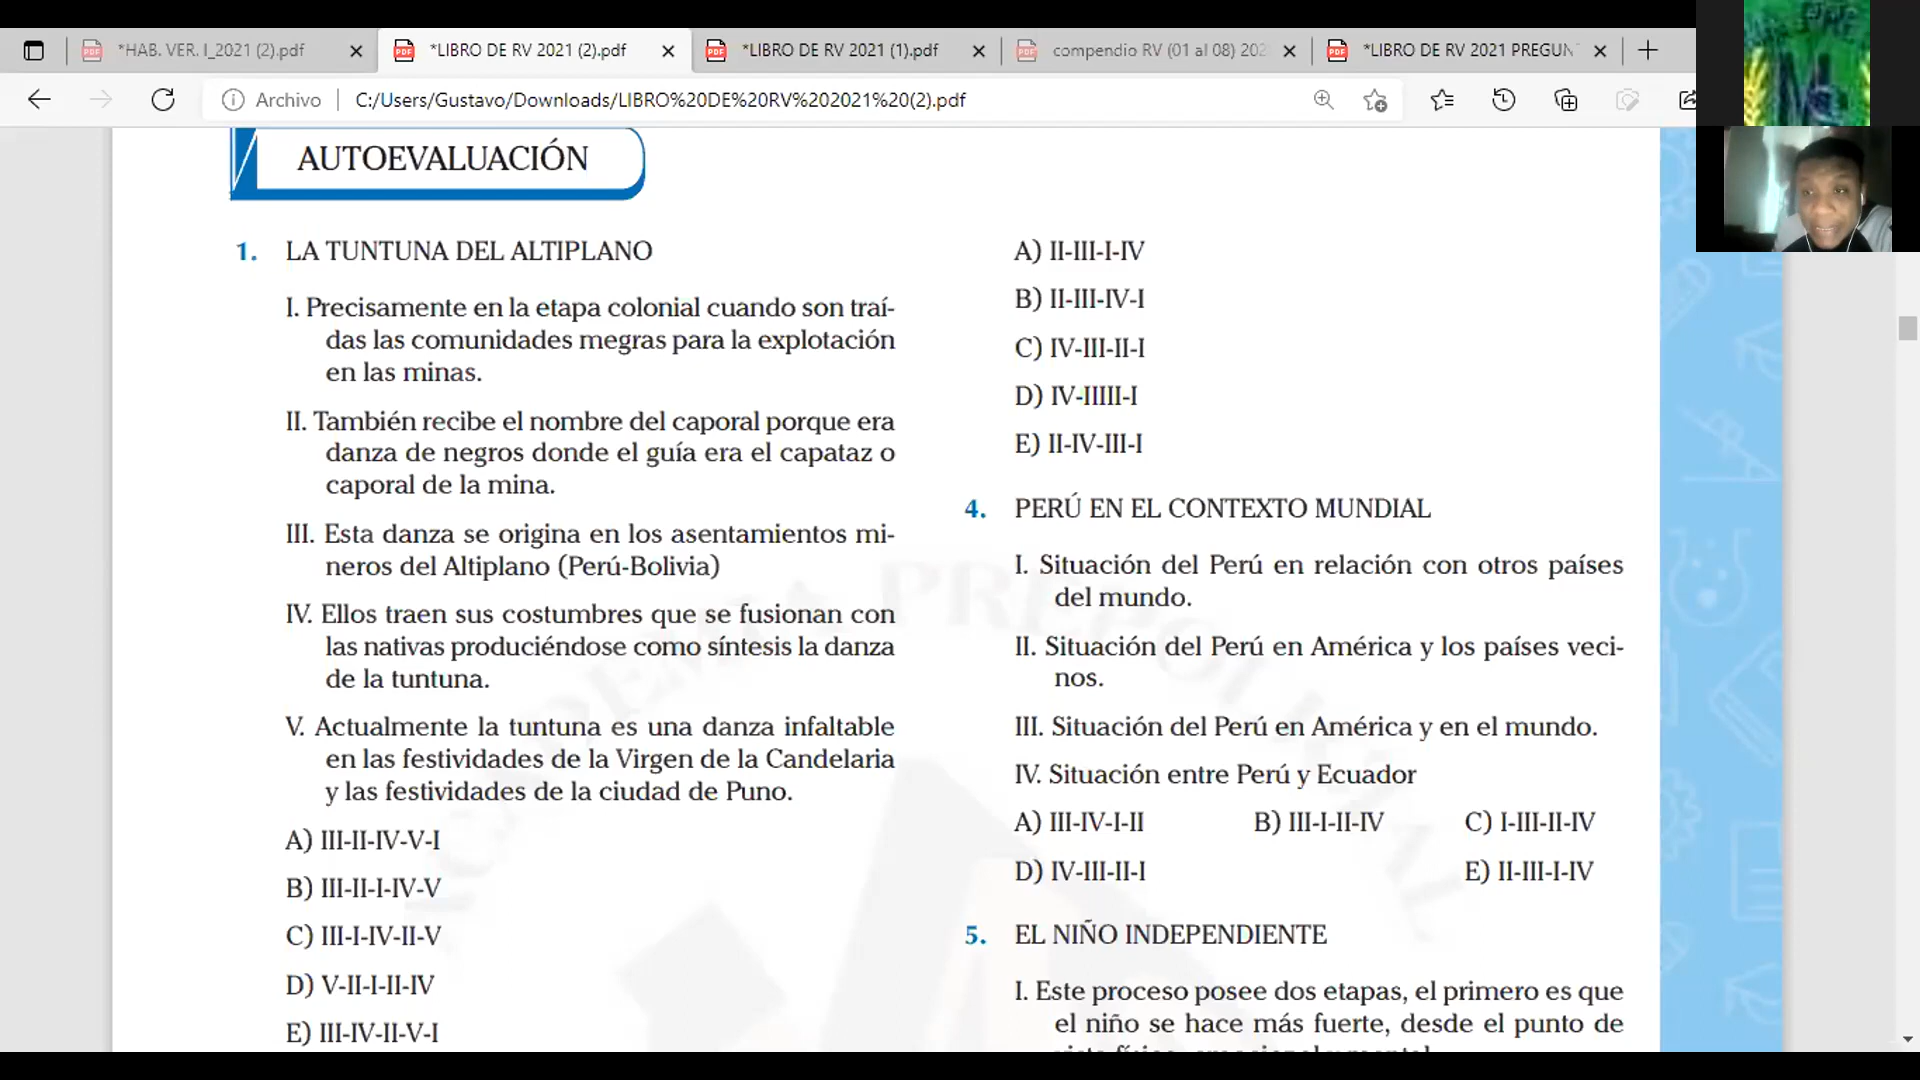 *HAB. VER. I_2021 (2).pdf
*LIBRO DE RV 2021 (2).pdf
*LIBRO DE RV 2021 (1).pdf
compendio RV (01 al 08) 202
*LIBRO DE RV 2021 PREGUN
Archivo
C:/Users/Gustavo/Downloads/LIBRO%20DE%20RV%202021%20(2).pdf
AUTOEVALUACIÓN
1. LA TUNTUNA DEL ALTIPLANO
I. Precisamente en la etapa colonial cuando son traí-
das las comunidades megras para la explotación
en las minas.
II. También recibe el nombre del caporal porque era
danza de negros donde el guía era el capataz o
caporal de la mina.
III. Esta danza se origina en los asentamientos mi-
neros del Altiplano (Perú-Bolivia)
IV. Ellos traen sus costumbres que se fusionan con
las nativas produciéndose como síntesis la danza
de la tuntuna.
V. Actualmente la tuntuna es una danza infaltable
en las festividades de la Virgen de la Candelaria
y las festividades de la ciudad de Puno.
A) III-II-IV-V-I
B) III-II-I-IV-V
C) III-I-IV-II-V
D) V-II-I-II-IV
E) III-IV-II-V-I
A) II-III-I-IV
B) II-III-IV-I
C) IV-III-II-I
D) IV-IIIII-I
E) II-IV-III-I
4. PERÚ EN EL CONTEXTO MUNDIAL
I. Situación del Perú en relación con otros países
del mundo.
II. Situación del Perú en América y los países veci-
nos.
III. Situación del Perú en América y en el mundo.
IV. Situación entre Perú y Ecuador
A) III-IV-I-II B) III-I-II-IV C) I-III-II-IV
D) IV-III-II-I E) II-III-I-IV
5. EL NIÑO INDEPENDIENTE
I. Este proceso posee dos etapas, el primero es que
el niño se hace más fuerte, desde el punto de
ACADEMIA PREPOLICIAL